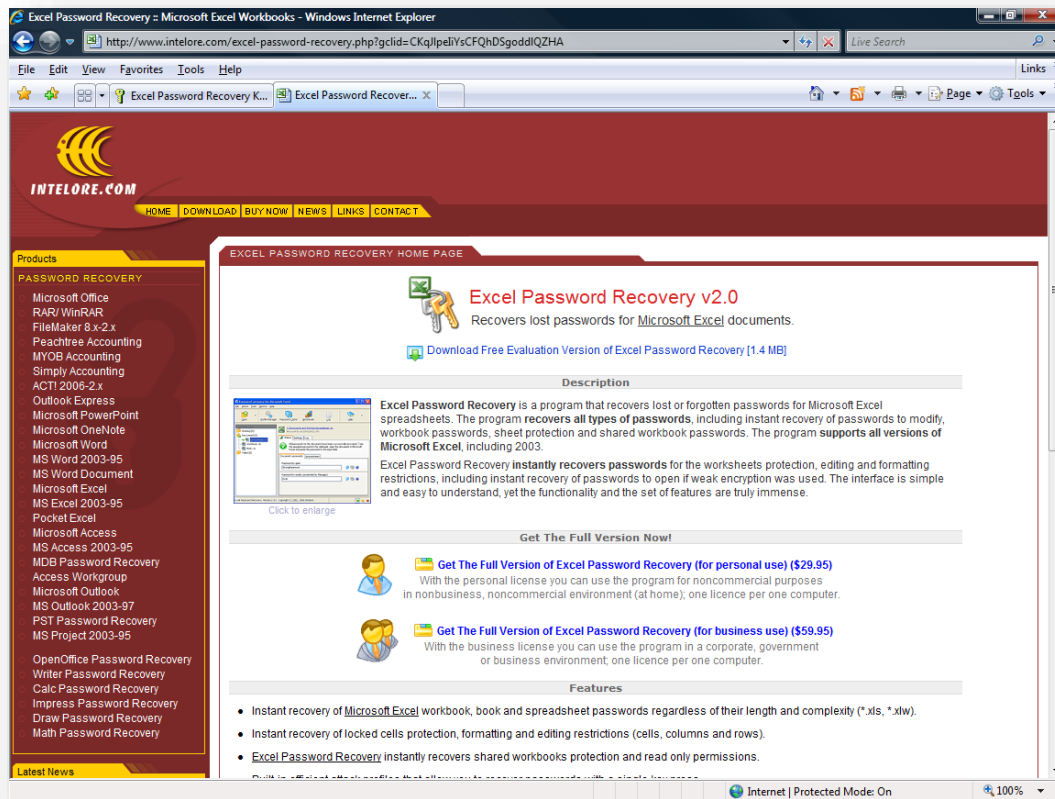 Excel Password Recovery :: Microsoft Excel Workbooks - Windows Internet Explorer
http://www.intelore.com/excel-password-recovery.php?gclid=CKqJlpeIiYsCFQhDSgoddlQZHA
Live Search
File Edit View Favorites Tools Help
Links
Excel Password Recovery K...
Excel Password Recover...
Page
Tools
INTELORE.COM
HOME DOWNLOAD BUY NOW NEWS LINKS CONTACT
Products
PASSWORD RECOVERY
Microsoft Office
RAR/ WinRAR
FileMaker 8.x-2.x
Peachtree Accounting
MYOB Accounting
Simply Accounting
ACT! 2006-2.x
Outlook Express
Microsoft PowerPoint
Microsoft OneNote
Microsoft Word
MS Word 2003-95
MS Word Document
Microsoft Excel
MS Excel 2003-95
Pocket Excel
Microsoft Access
MS Access 2003-95
MDB Password Recovery
Access Workgroup
Microsoft Outlook
MS Outlook 2003-97
PST Password Recovery
MS Project 2003-95
OpenOffice Password Recovery
Writer Password Recovery
Calc Password Recovery
Impress Password Recovery
Draw Password Recovery
Math Password Recovery
Latest News
EXCEL PASSWORD RECOVERY HOME PAGE
Excel Password Recovery v2.0
Recovers lost passwords for Microsoft Excel documents.
Download Free Evaluation Version of Excel Password Recovery [1.4 MB]
Description
Excel Password Recovery is a program that recovers lost or forgotten passwords for Microsoft Excel
spreadsheets. The program recovers all types of passwords, including instant recovery of passwords to modify,
workbook passwords, sheet protection and shared workbook passwords. The program supports all versions of
Microsoft Excel, including 2003.
Excel Password Recovery instantly recovers passwords for the worksheets protection, editing and formatting
restrictions, including instant recovery of passwords to open if weak encryption was used. The interface is simple
and easy to understand, yet the functionality and the set of features are truly immense.
Click to enlarge
Get The Full Version Now!
Get The Full Version of Excel Password Recovery (for personal use) ($29.95)
With the personal license you can use the program for noncommercial purposes
in nonbusiness, noncommercial environment (at home); one licence per one computer.
Get The Full Version of Excel Password Recovery (for business use) ($59.95)
With the business license you can use the program in a corporate, government
or business environment; one licence per one computer.
Features
Instant recovery of Microsoft Excel workbook, book and spreadsheet passwords regardless of their length and complexity (*.xls, *.xlw).
Instant recovery of locked cells protection, formatting and editing restrictions (cells, columns and rows).
Excel Password Recovery instantly recovers shared workbooks protection and read only permissions.
Built-in efficient attack profiles that allow you to recover passwords with a single key press.
Internet | Protected Mode: On
100%